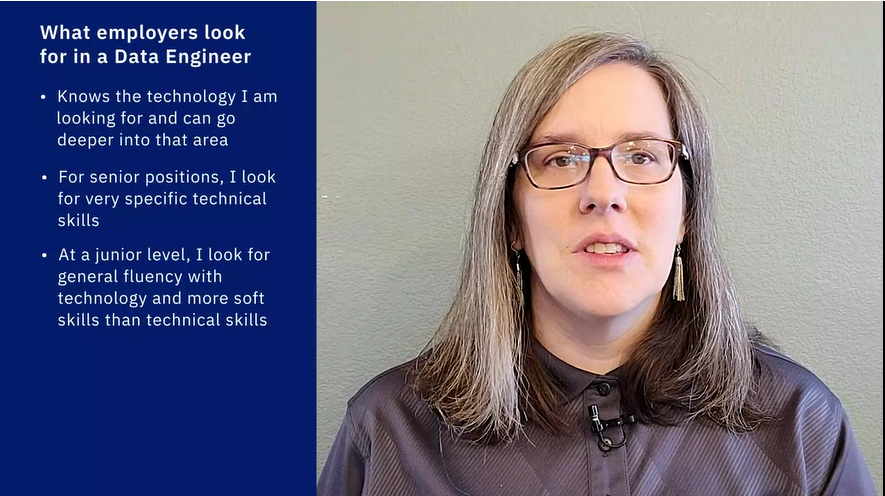 What employers look
for in a Data Engineer
• Knows the technology I am
looking for and can go
deeper into that area
• For senior positions, I look
for very specific technical
skills
• At a junior level, I look for
general fluency with
technology and more soft
skills than technical skills